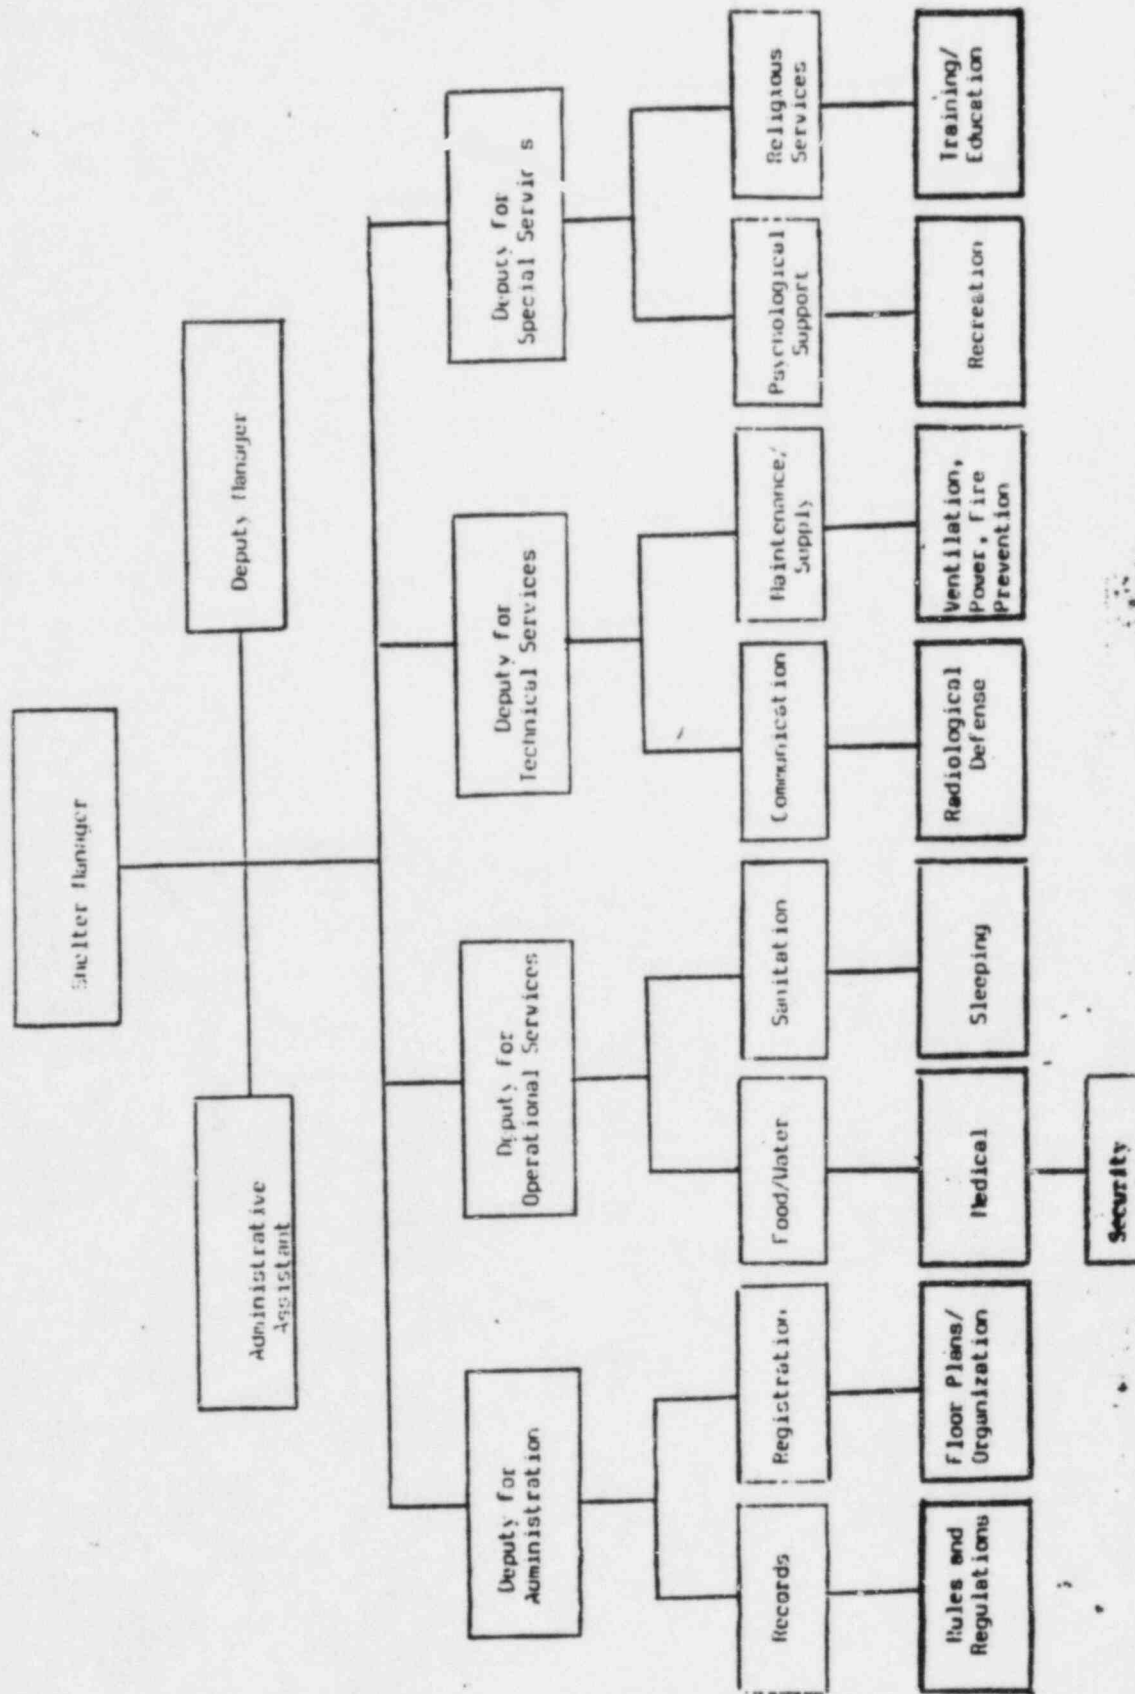 Shelter Manager
Administrative
Assistant
Deputy Manager
Deputy for
Administration
Deputy for
Operational Services
Deputy for
Technical Services
Deputy for
Special Servic s
Records
Registration
Food/Water
Sanitation
Communication
Maintenance/
Supply
Psychological
Support
Religious
Services
Rules and
Regulations
Floor Plans/
Organization
Medical
Sleeping
Radiological
Defense
Ventilation,
Power, Fire
Prevention
Recreation
Training/
Education
Security